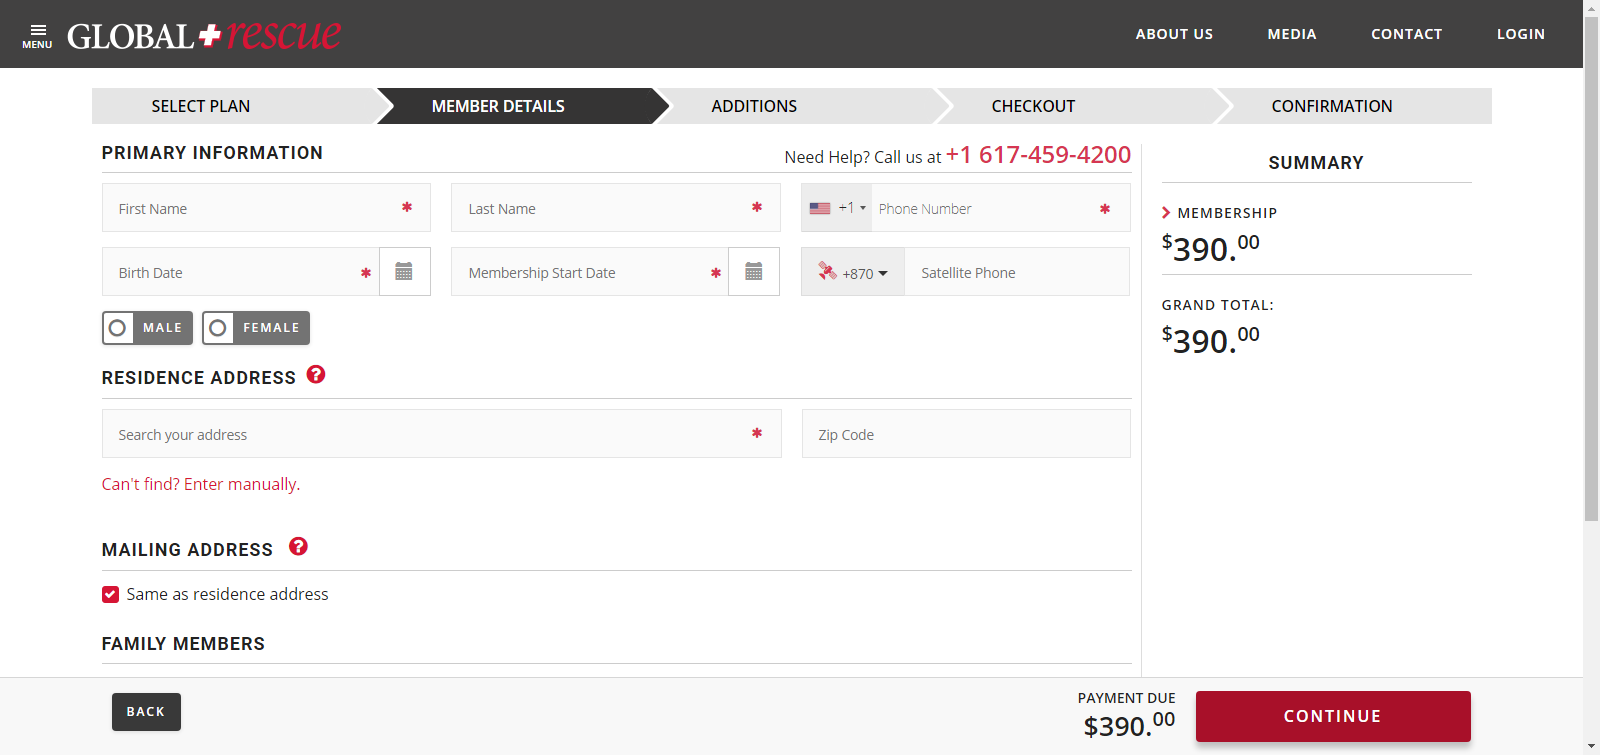 MENU
GLOBAL rescue
ABOUT US
MEDIA
CONTACT
LOGIN
SELECT PLAN
MEMBER DETAILS
ADDITIONS
CHECKOUT
CONFIRMATION
PRIMARY INFORMATION
Need Help? Call us at +1 617-459-4200
First Name *
Last Name *
+1
Phone Number *
Birth Date *
Membership Start Date *
+870
Satellite Phone
MALE
FEMALE
RESIDENCE ADDRESS ?
Search your address *
Zip Code
Can't find? Enter manually.
MAILING ADDRESS ?
Same as residence address
FAMILY MEMBERS
SUMMARY
MEMBERSHIP
$390.00
GRAND TOTAL:
$390.00
BACK
PAYMENT DUE
$390.00
CONTINUE